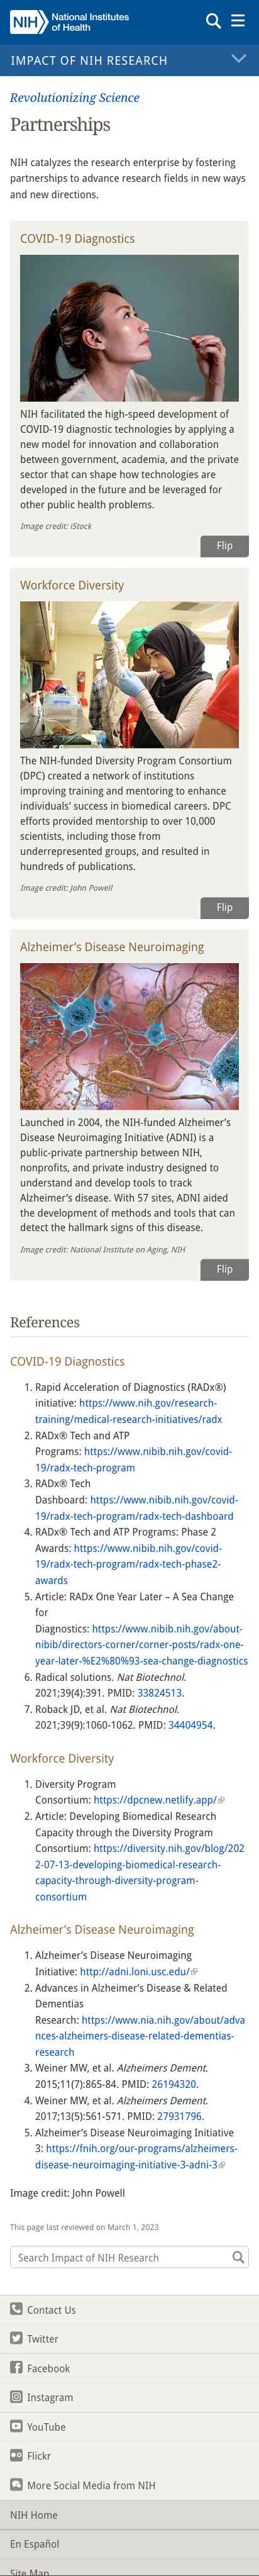 NIH National Institutes
of Health
IMPACT OF NIH RESEARCH
Revolutionizing Science
Partnerships
NIH catalyzes the research enterprise by fostering
partnerships to advance research fields in new ways
and new directions.
COVID-19 Diagnostics
NIH facilitated the high-speed development of
COVID-19 diagnostic technologies by applying a
new model for innovation and collaboration
between government, academia, and the private
sector that can shape how technologies are
developed in the future and be leveraged for
other public health problems.
Image credit: iStock
Flip
Workforce Diversity
The NIH-funded Diversity Program Consortium
(DPC) created a network of institutions
improving training and mentoring to enhance
individuals’ success in biomedical careers. DPC
efforts provided mentorship to over 10,000
scientists, including those from
underrepresented groups, and resulted in
hundreds of publications.
Image credit: John Powell
Flip
Alzheimer’s Disease Neuroimaging
Launched in 2004, the NIH-funded Alzheimer’s
Disease Neuroimaging Initiative (ADNI) is a
public-private partnership between NIH,
nonprofits, and private industry designed to
understand and develop tools to track
Alzheimer’s disease. With 57 sites, ADNI aided
the development of methods and tools that can
detect the hallmark signs of this disease.
Image credit: National Institute on Aging, NIH
Flip
References
COVID-19 Diagnostics
1. Rapid Acceleration of Diagnostics (RADx®)
initiative: https://www.nih.gov/research-
training/medical-research-initiatives/radx
2. RADx® Tech and ATP
Programs: https://www.nibib.nih.gov/covid-
19/radx-tech-program
3. RADx® Tech
Dashboard: https://www.nibib.nih.gov/covid-
19/radx-tech-program/radx-tech-dashboard
4. RADx® Tech and ATP Programs: Phase 2
Awards: https://www.nibib.nih.gov/covid-
19/radx-tech-program/radx-tech-phase2-
awards
5. Article: RADx One Year Later – A Sea Change
for
Diagnostics: https://www.nibib.nih.gov/about-
nibib/directors-corner/corner-posts/radx-one-
year-later-%E2%80%93-sea-change-diagnostics
6. Radical solutions. Nat Biotechnol.
2021;39(4):391. PMID: 33824513.
7. Roback JD, et al. Nat Biotechnol.
2021;39(9):1060-1062. PMID: 34404954.
Workforce Diversity
1. Diversity Program
Consortium: https://dpcnew.netlify.app/
2. Article: Developing Biomedical Research
Capacity through the Diversity Program
Consortium: https://diversity.nih.gov/blog/202
2-07-13-developing-biomedical-research-
capacity-through-diversity-program-
consortium
Alzheimer’s Disease Neuroimaging
1. Alzheimer’s Disease Neuroimaging
Initiative: http://adni.loni.usc.edu/
2. Advances in Alzheimer’s Disease & Related
Dementias
Research: https://www.nia.nih.gov/about/adva
nces-alzheimers-disease-related-dementias-
research
3. Weiner MW, et al. Alzheimers Dement.
2015;11(7):865-84. PMID: 26194320.
4. Weiner MW, et al. Alzheimers Dement.
2017;13(5):561-571. PMID: 27931796.
5. Alzheimer’s Disease Neuroimaging Initiative
3: https://fnih.org/our-programs/alzheimers-
disease-neuroimaging-initiative-3-adni-3
Image credit: John Powell
This page last reviewed on March 1, 2023
Search Impact of NIH Research
Contact Us
Twitter
Facebook
Instagram
YouTube
Flickr
More Social Media from NIH
NIH Home
En Español
Site Map